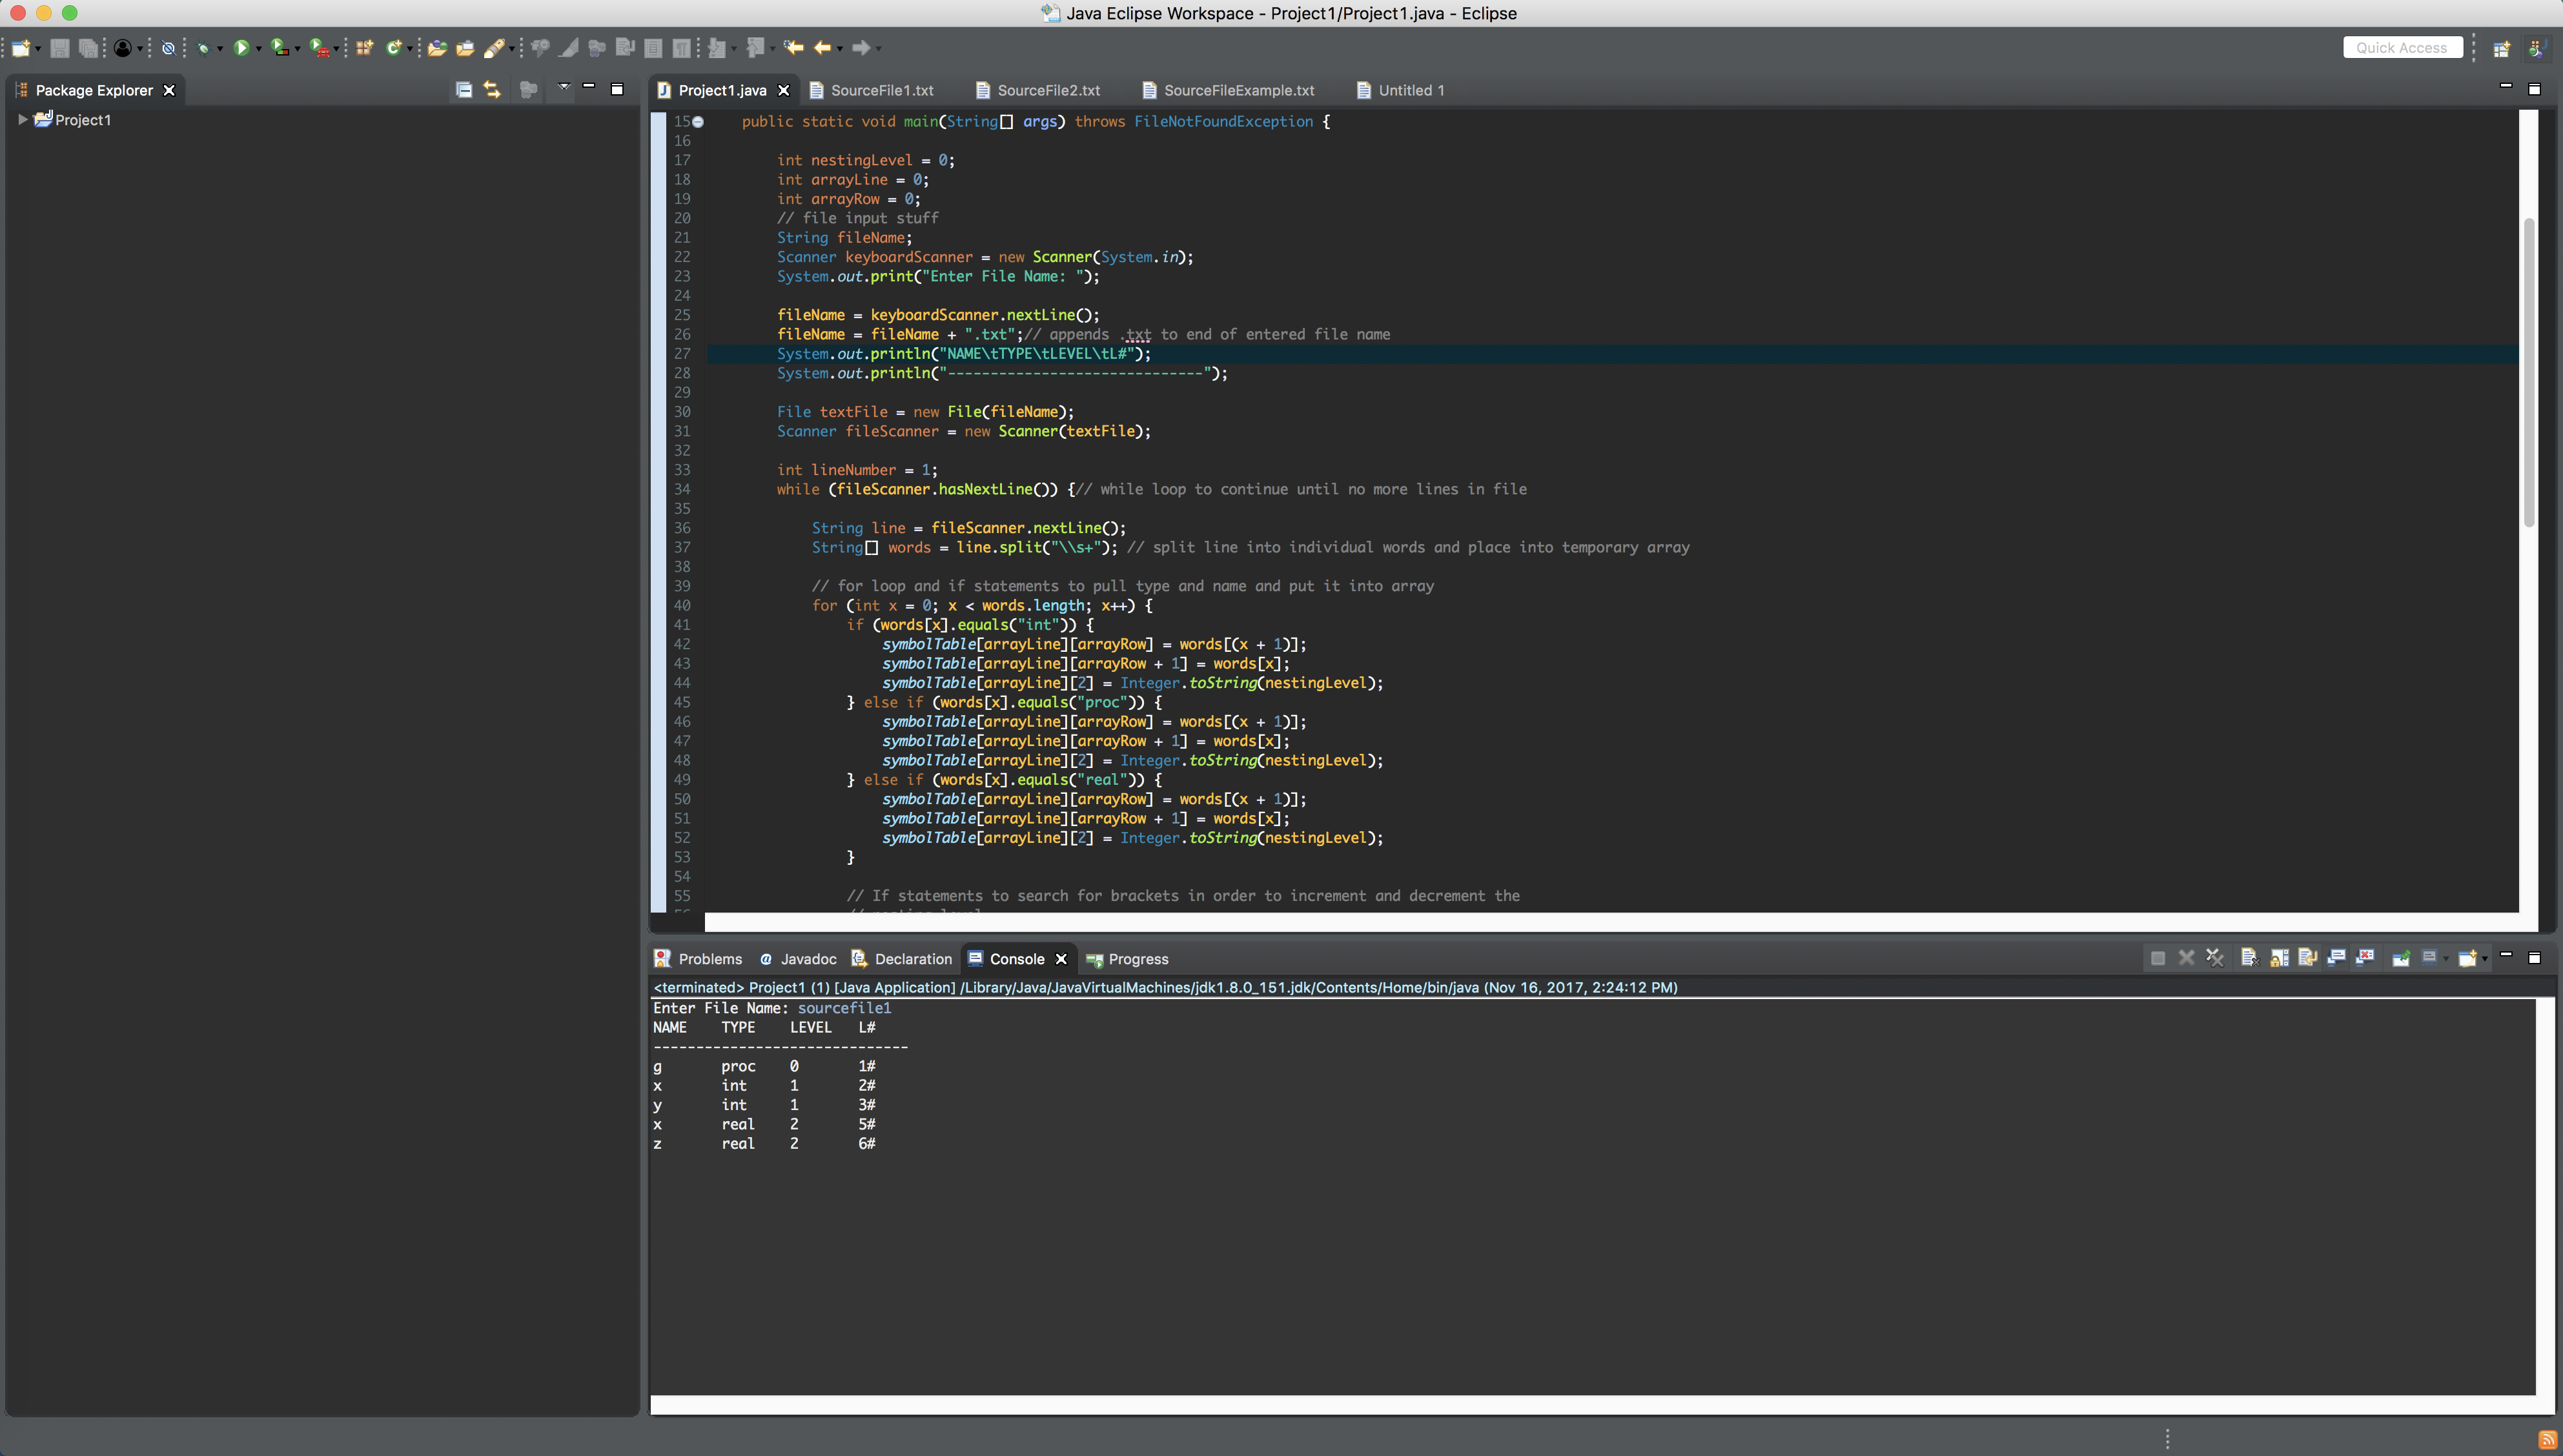 Java Eclipse Workspace - Project1/Project1.java - Eclipse
Quick Access
Package Explorer
Project1
Project1.java SourceFile1.txt SourceFile2.txt SourceFileExample.txt Untitled 1
15 public static void main(String[] args) throws FileNotFoundException {
16
17 int nestingLevel = 0;
18 int arrayLine = 0;
19 int arrayRow = 0;
20 // file input stuff
21 String fileName;
22 Scanner keyboardScanner = new Scanner(System.in);
23 System.out.print("Enter File Name: ");
24
25 fileName = keyboardScanner.nextLine();
26 fileName = fileName + ".txt";// appends .txt to end of entered file name
27 System.out.println("NAME\tTYPE\tLEVEL\tL#");
28 System.out.println("------------------------------");
29
30 File textFile = new File(fileName);
31 Scanner fileScanner = new Scanner(textFile);
32
33 int lineNumber = 1;
34 while (fileScanner.hasNextLine()) {// while loop to continue until no more lines in file
35
36 String line = fileScanner.nextLine();
37 String[] words = line.split("\\s+"); // split line into individual words and place into temporary array
38
39 // for loop and if statements to pull type and name and put it into array
40 for (int x = 0; x < words.length; x++) {
41 if (words[x].equals("int")) {
42 symbolTable[arrayLine][arrayRow] = words[(x + 1)];
43 symbolTable[arrayLine][arrayRow + 1] = words[x];
44 symbolTable[arrayLine][2] = Integer.toString(nestingLevel);
45 } else if (words[x].equals("proc")) {
46 symbolTable[arrayLine][arrayRow] = words[(x + 1)];
47 symbolTable[arrayLine][arrayRow + 1] = words[x];
48 symbolTable[arrayLine][2] = Integer.toString(nestingLevel);
49 } else if (words[x].equals("real")) {
50 symbolTable[arrayLine][arrayRow] = words[(x + 1)];
51 symbolTable[arrayLine][arrayRow + 1] = words[x];
52 symbolTable[arrayLine][2] = Integer.toString(nestingLevel);
53 }
54
55 // If statements to search for brackets in order to increment and decrement the
Problems Javadoc Declaration Console Progress
<terminated> Project1 (1) [Java Application] /Library/Java/JavaVirtualMachines/jdk1.8.0_151.jdk/Contents/Home/bin/java (Nov 16, 2017, 2:24:12 PM)
Enter File Name: sourcefile1
NAME TYPE LEVEL L#
------------------------------
g proc 0 1#
x int 1 2#
y int 1 3#
x real 2 5#
z real 2 6#